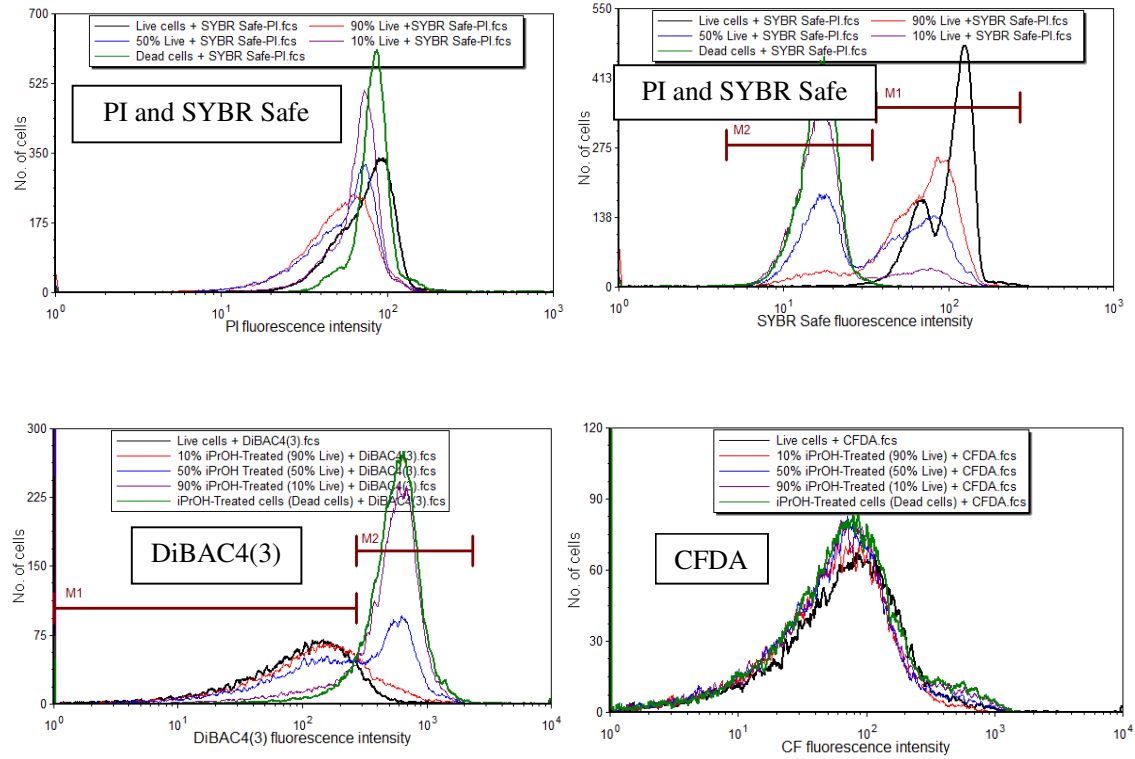 700
525
350
175
0
No. of cells
Live cells + SYBR Safe-PI.fcs
90% Live +SYBR Safe-PI.fcs
50% Live + SYBR Safe-PI.fcs
10% Live + SYBR Safe-PI.fcs
Dead cells + SYBR Safe-PI.fcs
PI and SYBR Safe
10^0
10^1
10^2
10^3
PI fluorescence intensity
550
413
275
138
0
No. of cells
Live cells + SYBR Safe-PI.fcs
90% Live +SYBR Safe-PI.fcs
50% Live + SYBR Safe-PI.fcs
10% Live + SYBR Safe-PI.fcs
Dead cells + SYBR Safe-PI.fcs
PI and SYBR Safe
M1
M2
10^0
10^1
10^2
10^3
SYBR Safe fluorescence intensity
300
225
150
75
0
No. of cells
Live cells + DiBAC4(3).fcs
10% iPrOH-Treated (90% Live) + DiBAC4(3).fcs
50% iPrOH-Treated (50% Live) + DiBAC4(3).fcs
90% iPrOH-Treated (10% Live) + DiBAC4(3).fcs
iPrOH-Treated cells (Dead cells) + DiBAC4(3).fcs
DiBAC4(3)
M2
M1
10^0
10^1
10^2
10^3
10^4
DiBAC4(3) fluorescence intensity
120
90
60
30
0
No. of cells
Live cells + CFDA.fcs
10% iPrOH-Treated (90% Live) + CFDA.fcs
50% iPrOH-Treated (50% Live) + CFDA.fcs
90% iPrOH-Treated (10% Live) + CFDA.fcs
iPrOH-Treated cells (Dead cells) + CFDA.fcs
CFDA
10^0
10^1
10^2
10^3
10^4
CF fluorescence intensity